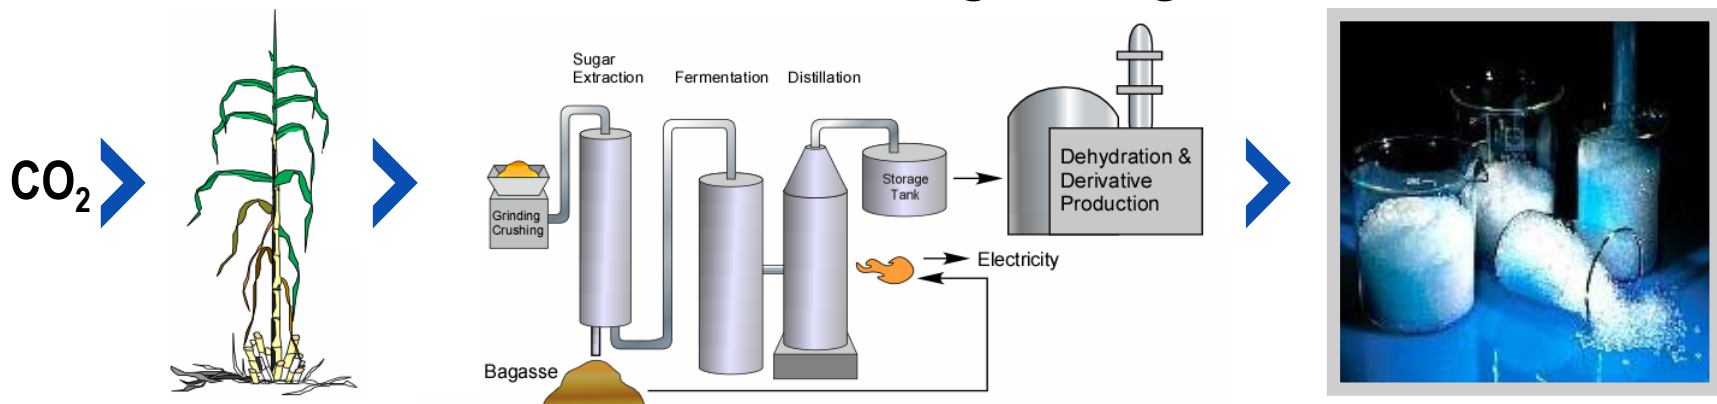 CO₂
Sugar
Extraction
Fermentation
Distillation
Grinding
Crushing
Storage
Tank
Dehydration &
Derivative
Production
Electricity
Bagasse